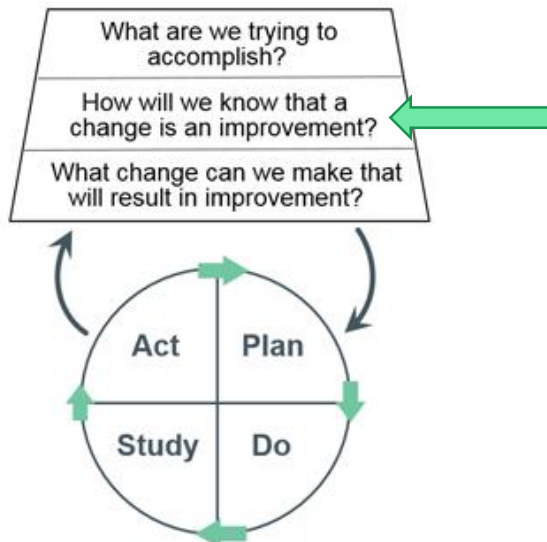 What are we trying to
accomplish?
How will we know that a
change is an improvement?
What change can we make that
will result in improvement?
Act
Plan
Study
Do